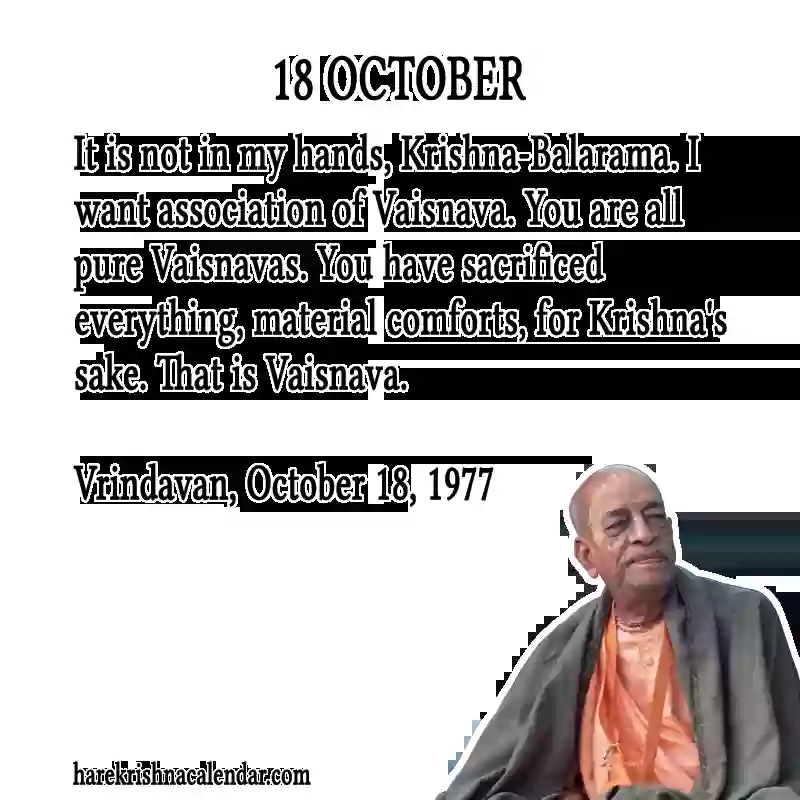 18 OCTOBER
It is not in my hands, Krishna-Balarama. I
want association of Vaisnava. You are all
pure Vaisnavas. You have sacrificed
everything, material comforts, for Krishna's
sake. That is Vaisnava.
Vrindavan, October 18, 1977
harekrishnacalendar.com